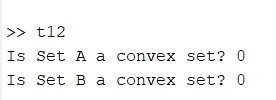 >> t12
Is Set A a convex set? 0
Is Set B a convex set? 0